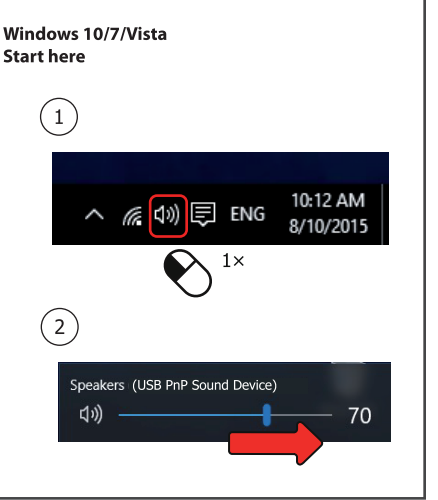 Windows 10/7/Vista
Start here
1
ENG
10:12 AM
8/10/2015
1×
2
Speakers (USB PnP Sound Device)
70